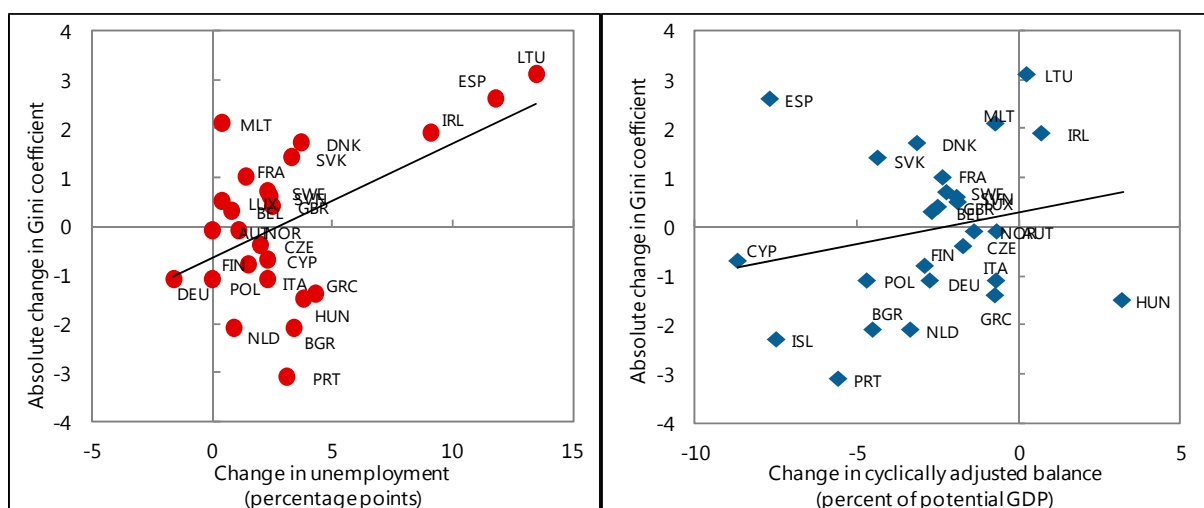 Absolute change in Gini coefficient
4
3
2
1
0
-1
-2
-3
-4
LTU
ESP
IRL
MLT
DNK
SVK
FRA
SWE
SVN
LUX
GBR
BEL
AUT
NOR
CZE
CYP
FIN
ITA
GRC
DEU
POL
HUN
NLD
BGR
PRT
-5
0
5
10
15
Change in unemployment
(percentage points)
Absolute change in Gini coefficient
4
3
2
1
0
-1
-2
-3
-4
LTU
ESP
MLT
IRL
DNK
SVK
FRA
SWE
SVN
LUX
GBR
BEL
NOR
AUT
CZE
CYP
FIN
ITA
POL
DEU
HUN
GRC
BGR
NLD
ISL
PRT
-10
-5
0
5
Change in cyclically adjusted balance
(percent of potential GDP)